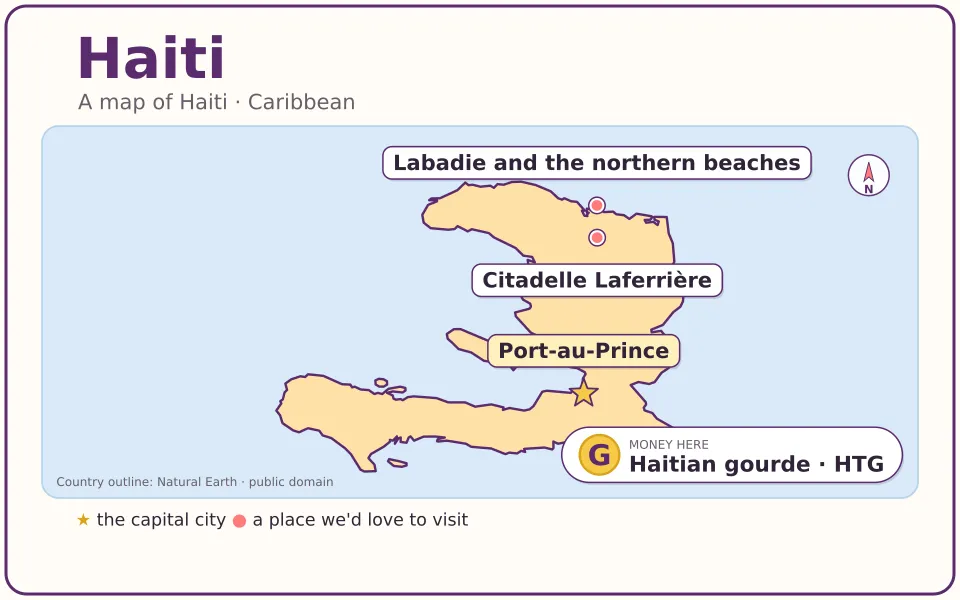 Haiti
A map of Haiti · Caribbean
Labadie and the northern beaches
N
Citadelle Laferrière
Port-au-Prince
G
MONEY HERE
Haitian gourde · HTG
Country outline: Natural Earth · public domain
★ the capital city ● a place we'd love to visit